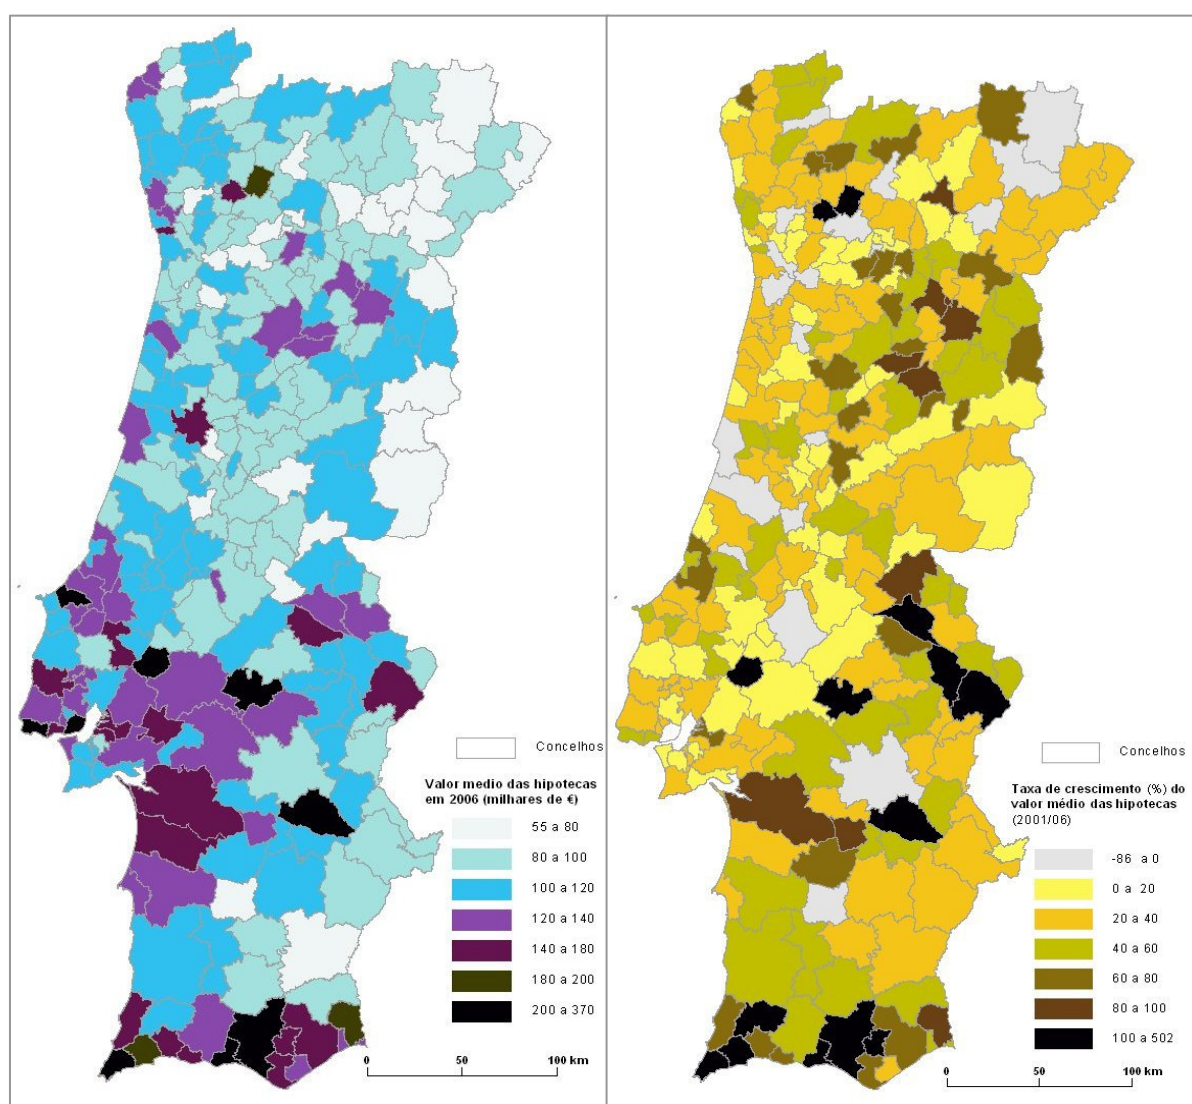 Concelhos
Valor medio das hipotecas
em 2006 (milhares de €)
55 a 80
80 a 100
100 a 120
120 a 140
140 a 180
180 a 200
200 a 370
0 50 100 km
Concelhos
Taxa de crescimento (%) do
valor médio das hipotecas
(2001/06)
-86 a 0
0 a 20
20 a 40
40 a 60
60 a 80
80 a 100
100 a 502
0 50 100 km